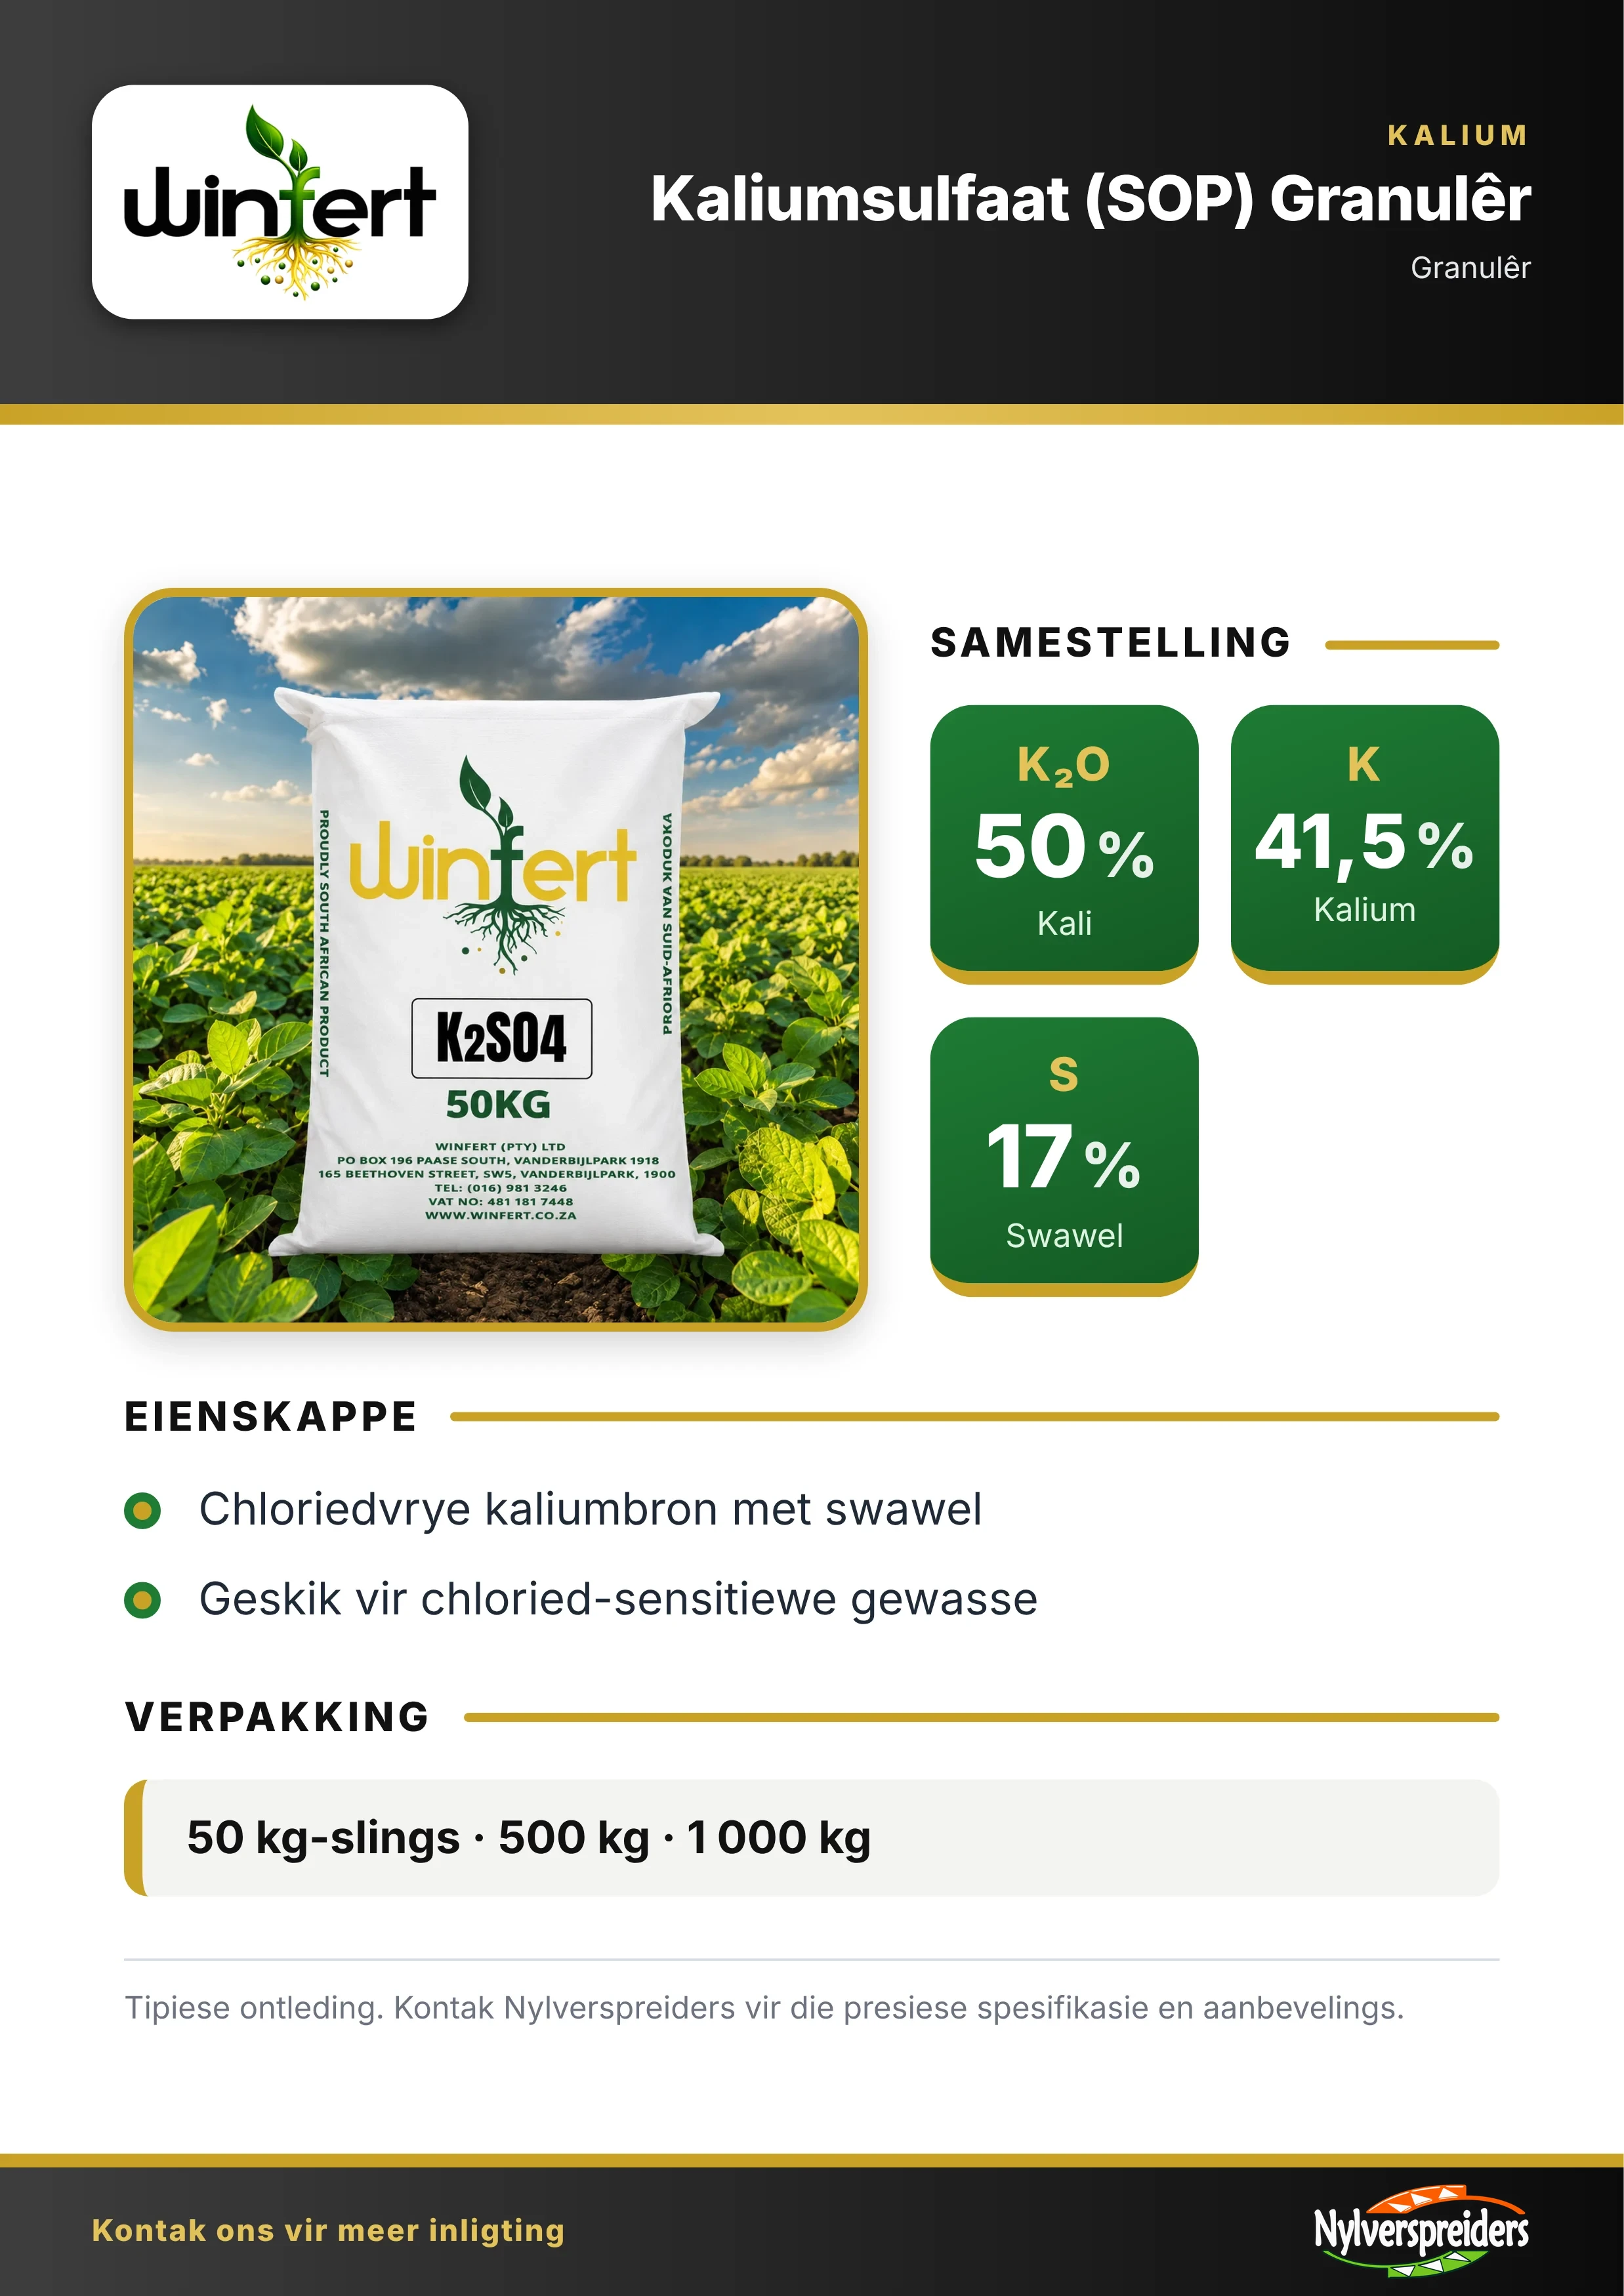 winfert
KALIUM
Kaliumsulfaat (SOP) Granulêr
Granulêr
winfert
PROUDLY SOUTH AFRICAN PRODUCT
PRODUK VAN SUID-AFRIKA
K2SO4
50KG
WINFERT (PTY) LTD
PO BOX 196 PAASE SOUTH, VANDERBIJLPARK 1918
165 BEETHOVEN STREET, SW5, VANDERBIJLPARK, 1900
TEL: (016) 981 3246
VAT NO: 481 181 7448
WWW.WINFERT.CO.ZA
SAMESTELLING
K₂O
50%
Kali
K
41,5%
Kalium
S
17%
Swawel
EIENSKAPPE
Chloriedvrye kaliumbron met swawel
Geskik vir chloried-sensitiewe gewasse
VERPAKKING
50 kg-slings · 500 kg · 1 000 kg
Tipiese ontleding. Kontak Nylverspreiders vir die presiese spesifikasie en aanbevelings.
Kontak ons vir meer inligting
Nylverspreiders